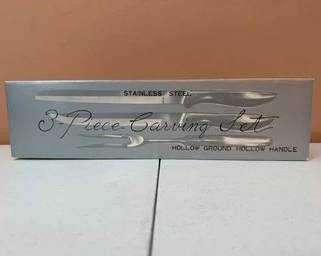 STAINLESS STEEL
3-Piece Carving Set
HOLLOW GROUND HOLLOW HANDLE